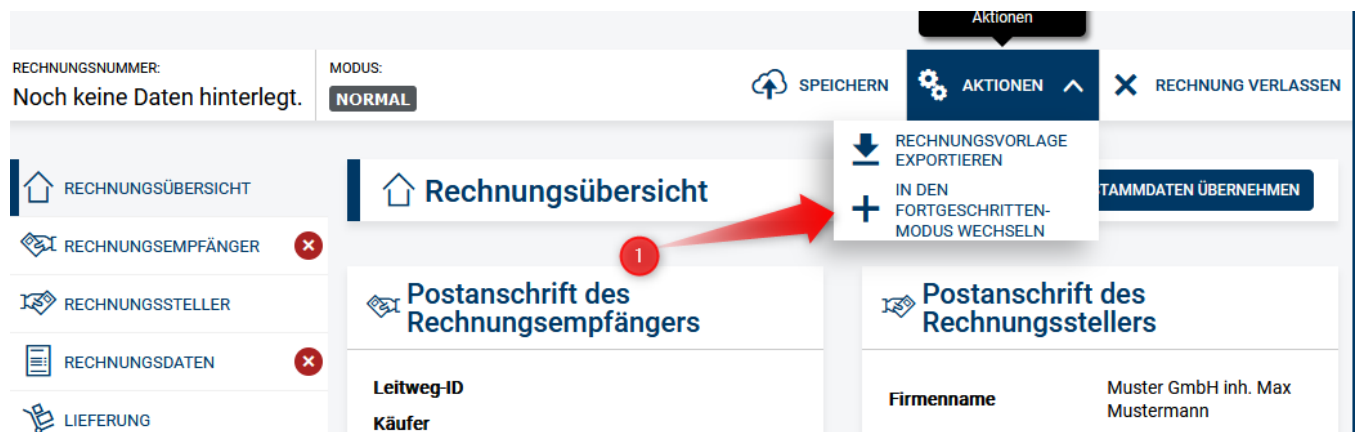 Aktionen
RECHNUNGSNUMMER:
Noch keine Daten hinterlegt.
MODUS:
NORMAL
SPEICHERN
AKTIONEN
RECHNUNG VERLASSEN
RECHNUNGSVORLAGE
EXPORTIEREN
IN DEN
FORTGESCHRITTEN-
MODUS WECHSELN
RECHNUNGSÜBERSICHT
RECHNUNGSEMPFÄNGER
RECHNUNGSSTELLER
RECHNUNGSDATEN
LIEFERUNG
Rechnungsübersicht
TAMMDATEN ÜBERNEHMEN
1
Postanschrift des
Rechnungsempfängers
Leitweg-ID
Käufer
Postanschrift des
Rechnungsstellers
Firmenname
Muster GmbH inh. Max
Mustermann